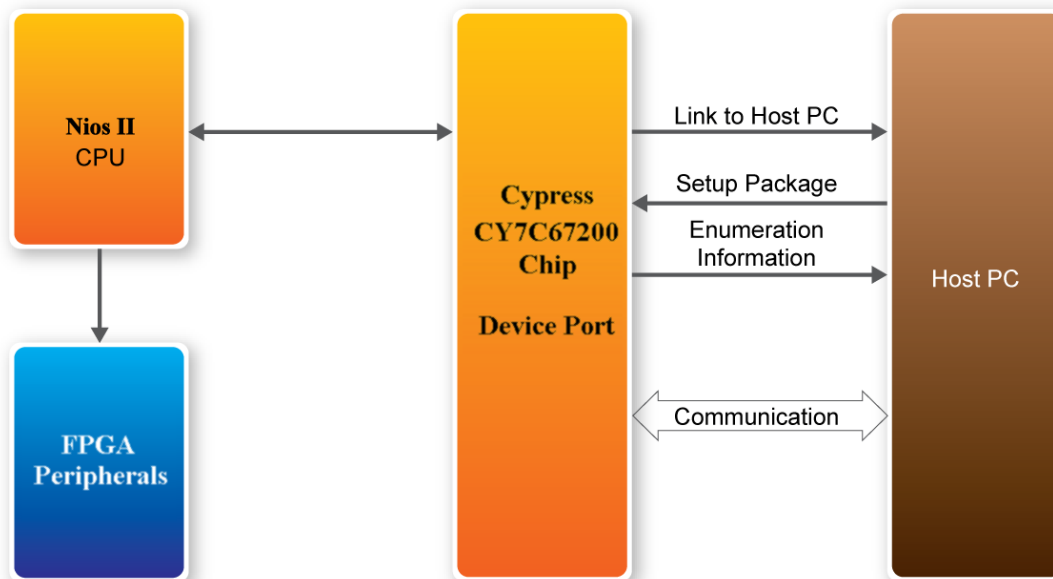 Nios II
CPU
FPGA
Peripherals
Cypress
CY7C67200
Chip
Device Port
Link to Host PC
Setup Package
Enumeration
Information
Communication
Host PC